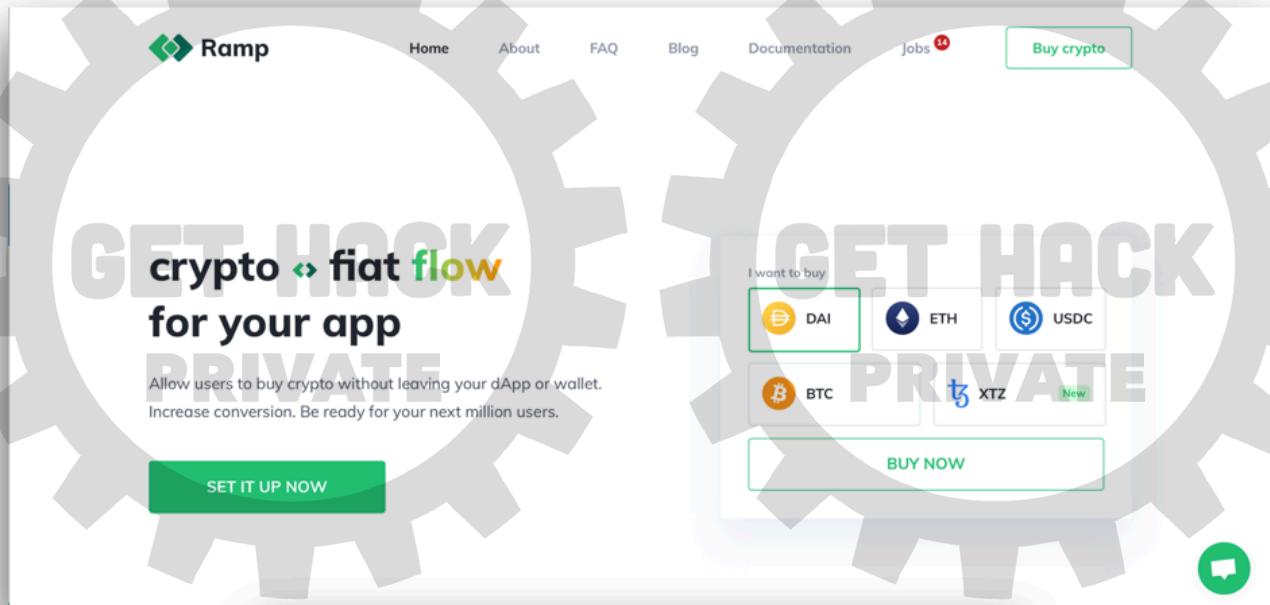 Ramp
Home About FAQ Blog Documentation Jobs 14 Buy crypto
crypto fiat flow
for your app
Allow users to buy crypto without leaving your dApp or wallet.
Increase conversion. Be ready for your next million users.
SET IT UP NOW
I want to buy
DAI ETH USDC
BTC XTZ New
BUY NOW
GET HACK
PRIVATE
GET HACK
PRIVATE